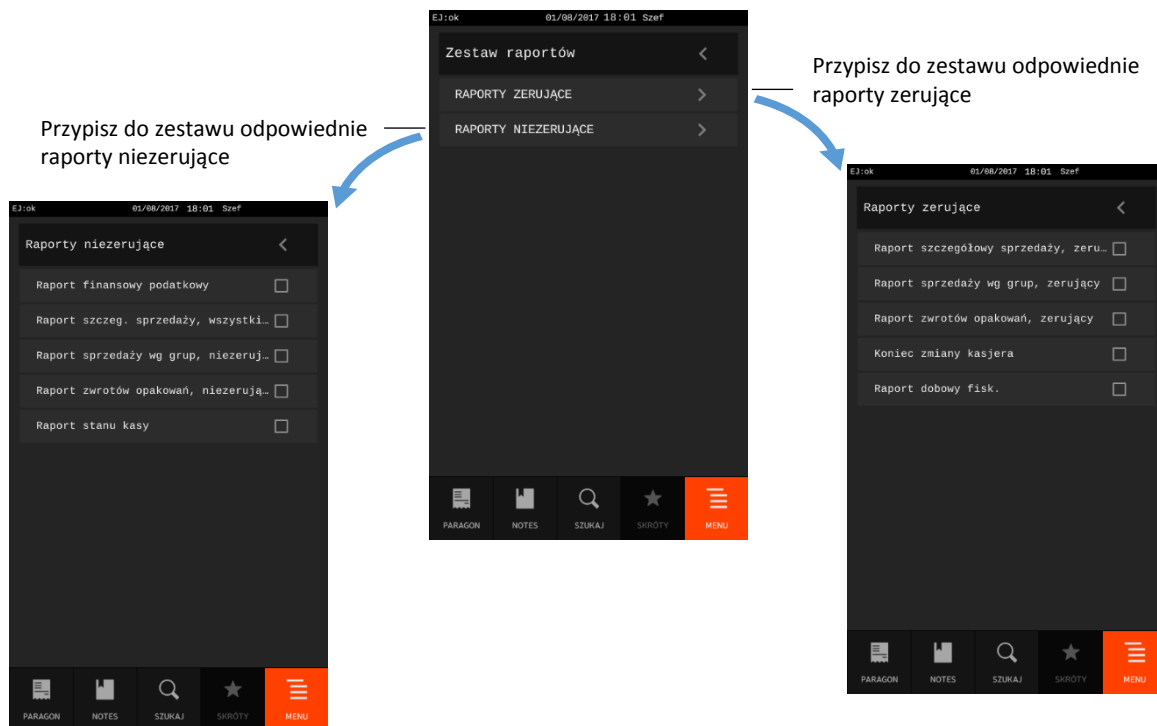 EJ:ok 01/08/2017 18:01 Szef
Zestaw raportów
RAPORTY ZERUJĄCE
RAPORTY NIEZERUJĄCE
PARAGON NOTES SZUKAJ SKRÓTY MENU
Przypisz do zestawu odpowiednie
raporty zerujące
Przypisz do zestawu odpowiednie
raporty niezerujące
EJ:ok 01/08/2017 18:01 Szef
Raporty niezerujące
Raport finansowy podatkowy
Raport szczeg. sprzedaży, wszystki…
Raport sprzedaży wg grup, niezeruj…
Raport zwrotów opakowań, niezerują…
Raport stanu kasy
PARAGON NOTES SZUKAJ SKRÓTY MENU
EJ:ok 01/08/2017 18:01 Szef
Raporty zerujące
Raport szczegółowy sprzedaży, zeru…
Raport sprzedaży wg grup, zerujący
Raport zwrotów opakowań, zerujący
Koniec zmiany kasjera
Raport dobowy fisk.
PARAGON NOTES SZUKAJ SKRÓTY MENU